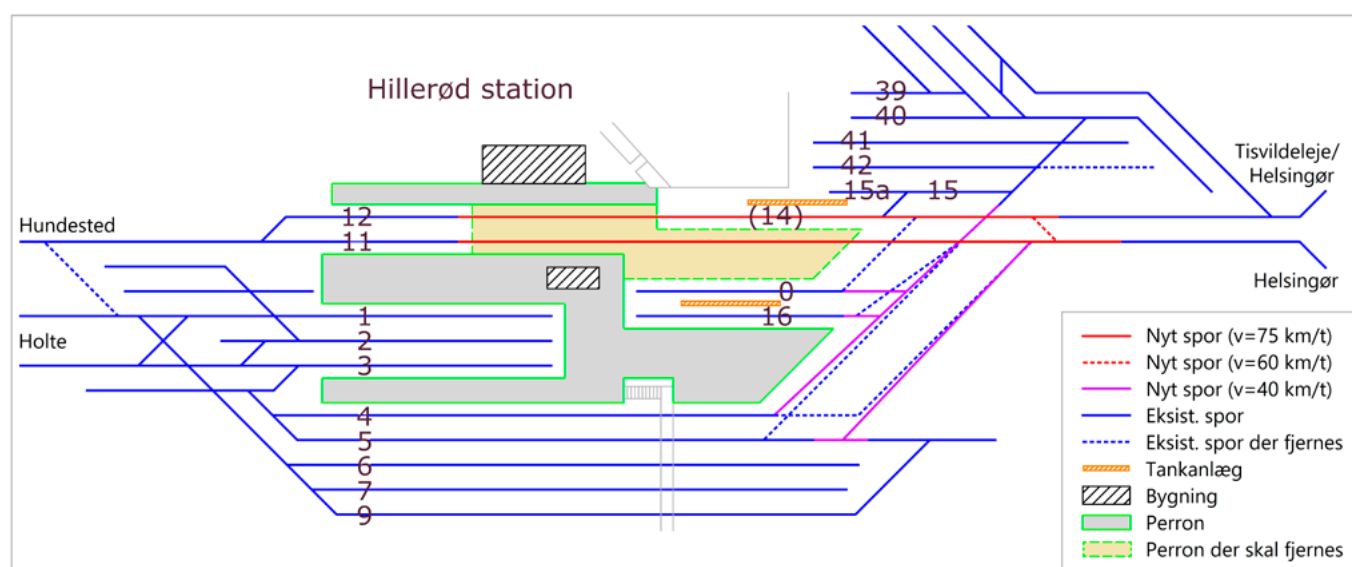 Hillerød station
39
40
41
42
15a
15
Tisvildeleje/
Helsingør
Hundested
12
(14)
11
Helsingør
0
1
16
Holte
2
3
4
5
6
7
9
Nyt spor (v=75 km/t)
Nyt spor (v=60 km/t)
Nyt spor (v=40 km/t)
Eksist. spor
Eksist. spor der fjernes
Tankanlæg
Bygning
Perron
Perron der skal fjernes